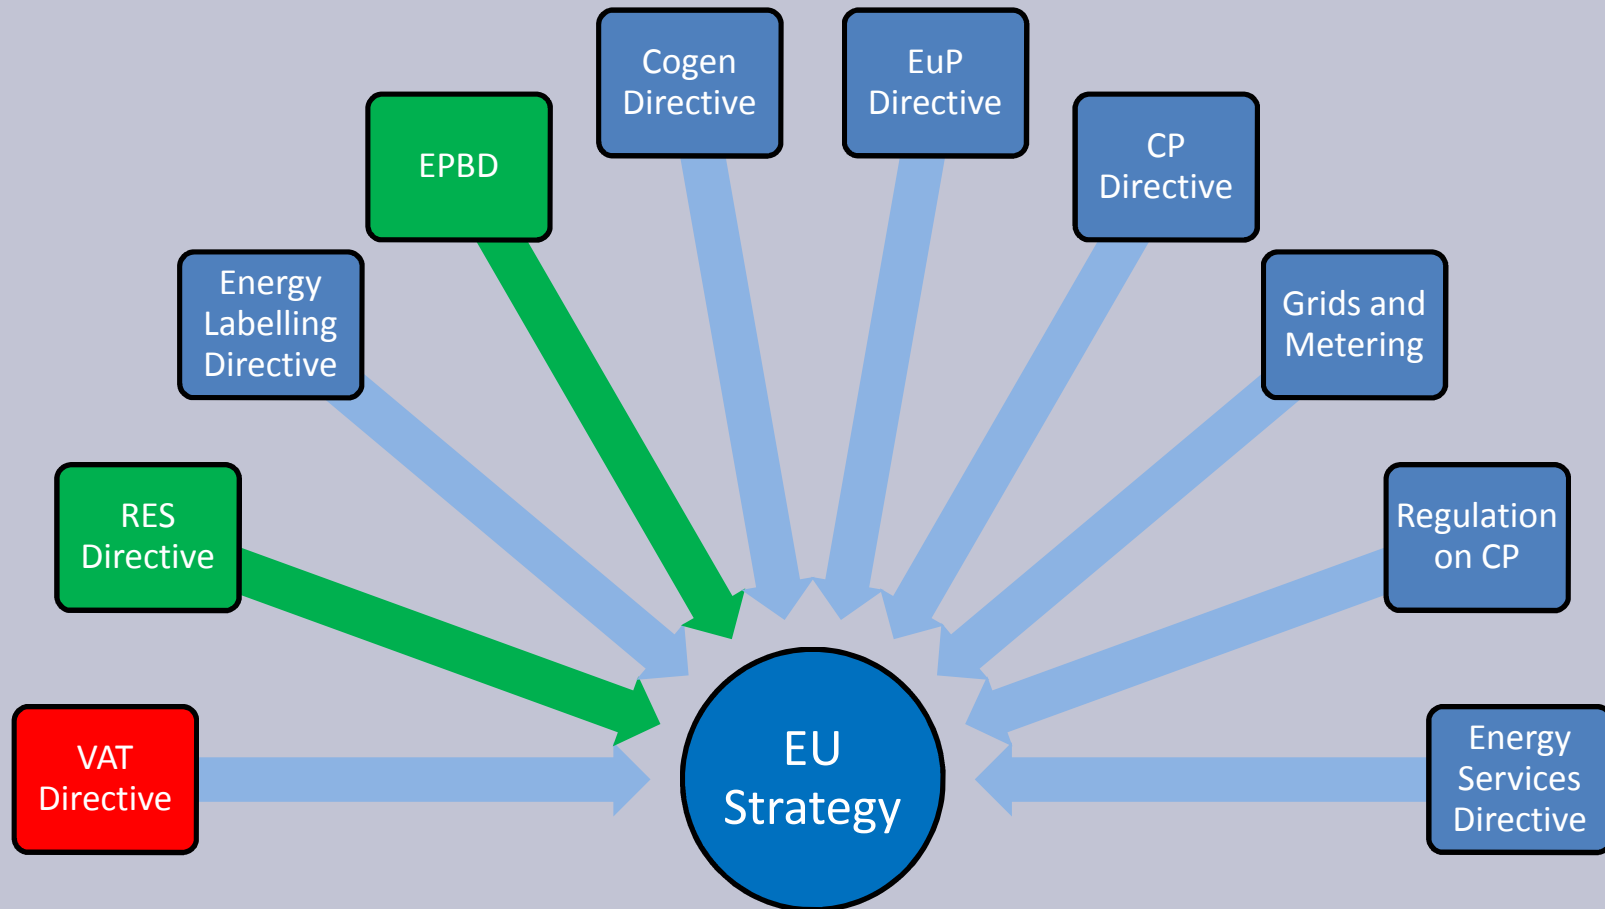 Cogen
Directive
EuP
Directive
EPBD
CP
Directive
Energy
Labelling
Directive
Grids and
Metering
RES
Directive
Regulation
on CP
VAT
Directive
EU
Strategy
Energy
Services
Directive